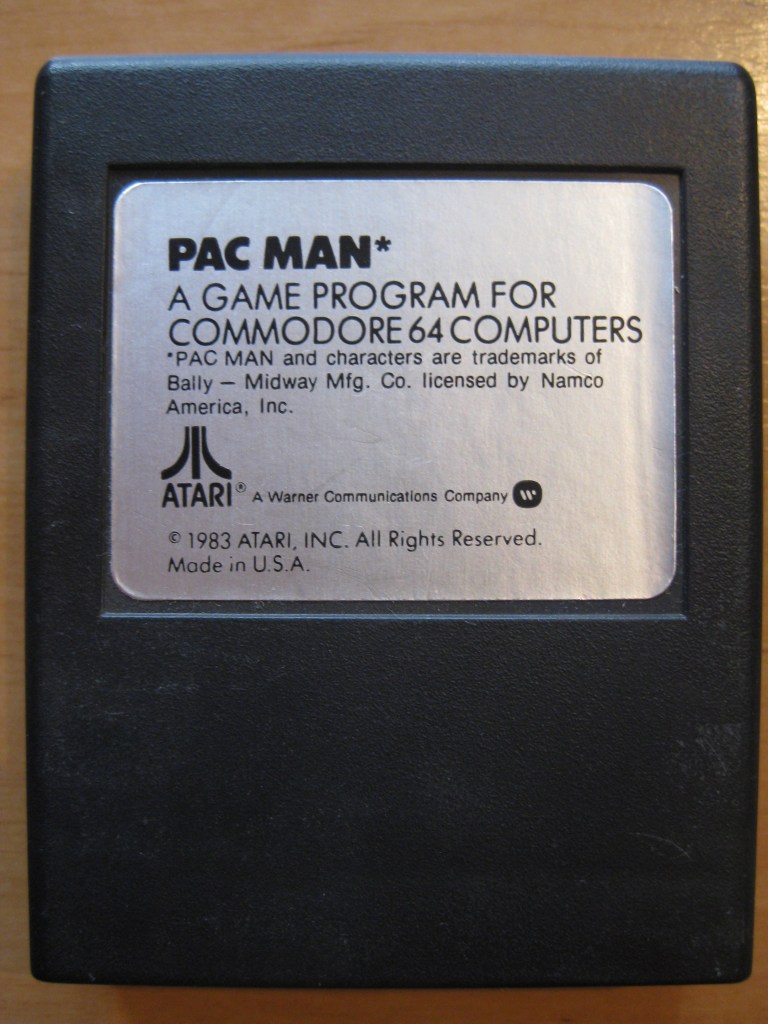 PAC MAN*
A GAME PROGRAM FOR
COMMODORE 64 COMPUTERS
*PAC MAN and characters are trademarks of
Bally — Midway Mfg. Co. licensed by Namco
America, Inc.
ATARI® A Warner Communications Company
© 1983 ATARI, INC. All Rights Reserved.
Made in U.S.A.